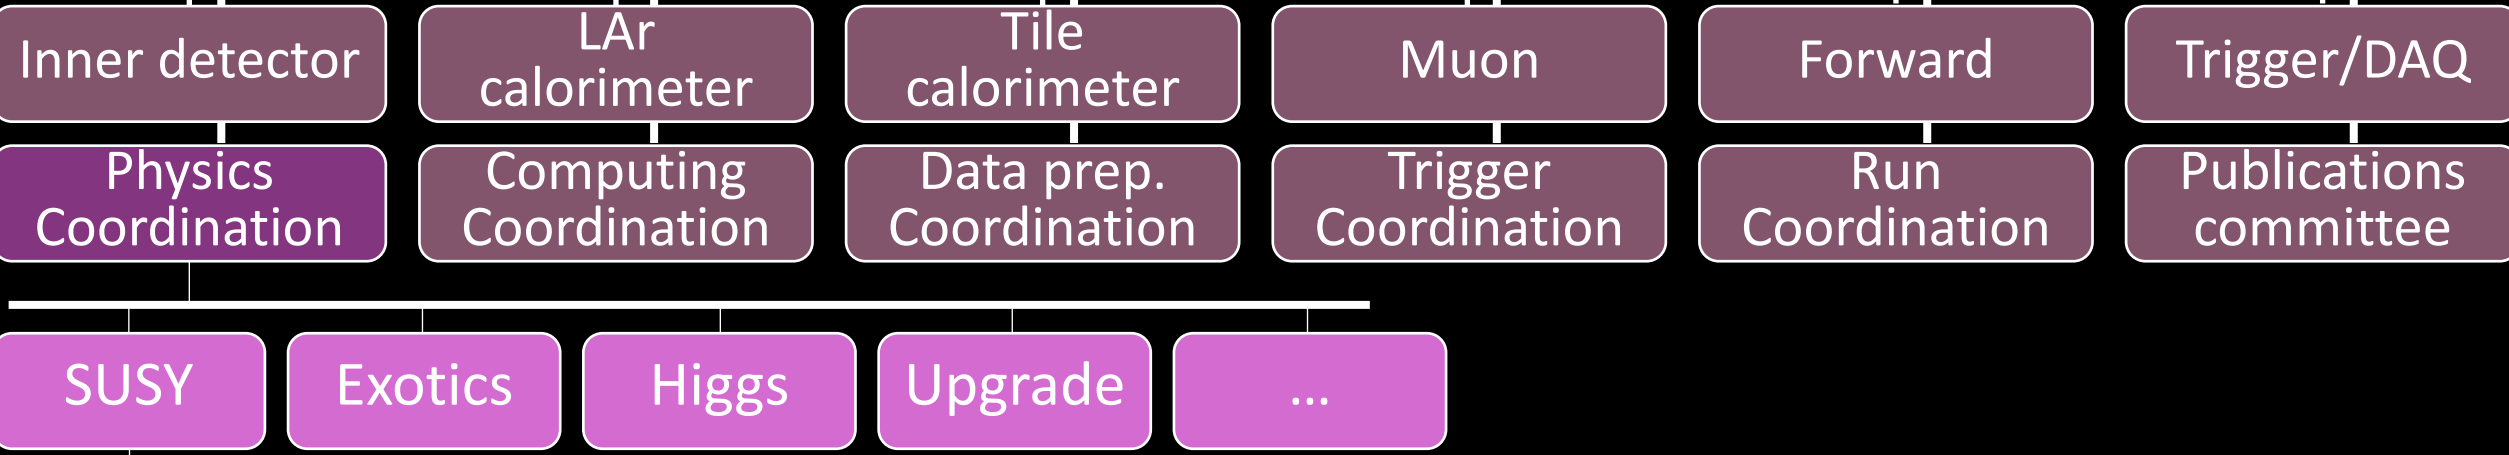 Inner detector
LAr
calorimeter
Tile
calorimeter
Muon
Forward
Trigger/DAQ
Physics
Coordination
Computing
Coordination
Data prep.
Coordination
Trigger
Coordination
Run
Coordination
Publications
committee
SUSY
Exotics
Higgs
Upgrade
...